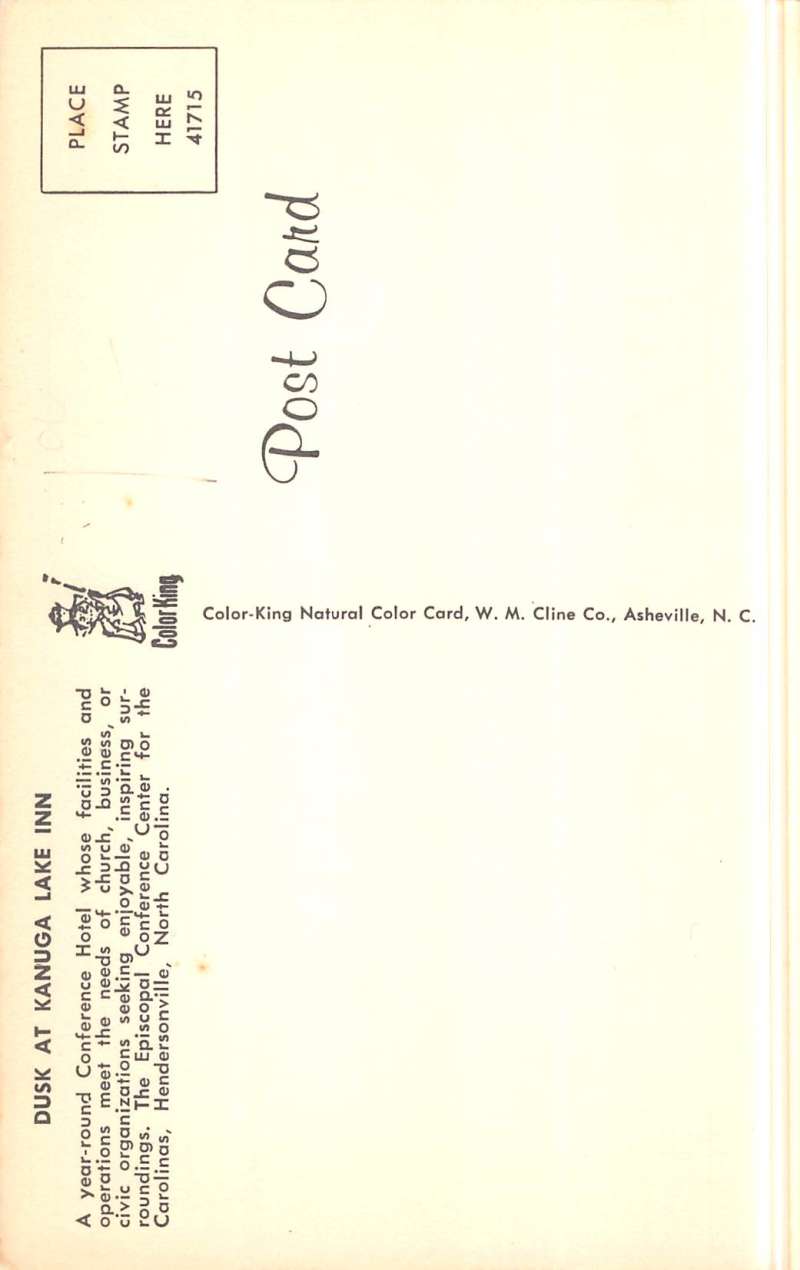 DUSK AT KANUGA LAKE INN
A year-round Conference Hotel whose facilities and
operations meet the needs of church, business, or
civic organizations seeking enjoyable, inspiring sur-
roundings. The Episcopal Conference Center for the
Carolinas, Hendersonville, North Carolina.
Color King
Color-King Natural Color Card, W. M. Cline Co., Asheville, N. C.
Post Card
PLACE
STAMP
HERE
41715